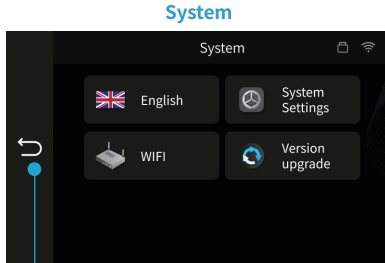 System
System
English
System
Settings
WIFI
Version
upgrade